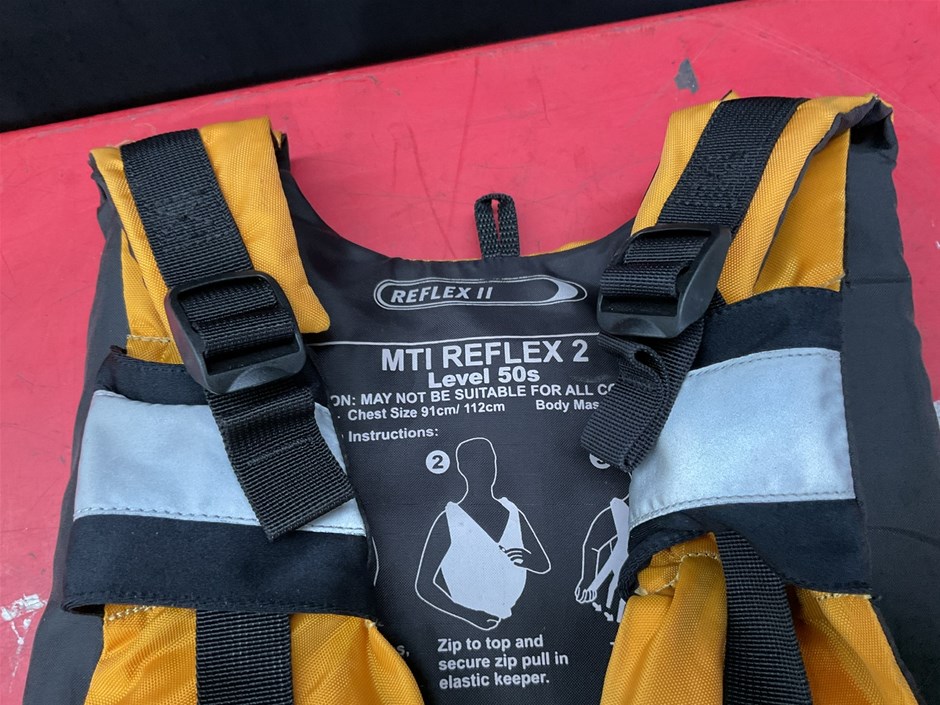 REFLEX II
MTI REFLEX 2
Level 50s
MAY NOT BE SUITABLE FOR ALL
Chest Size 91cm/ 112cm Body
Instructions:
2
Zip to top and
secure zip pull in
elastic keeper.